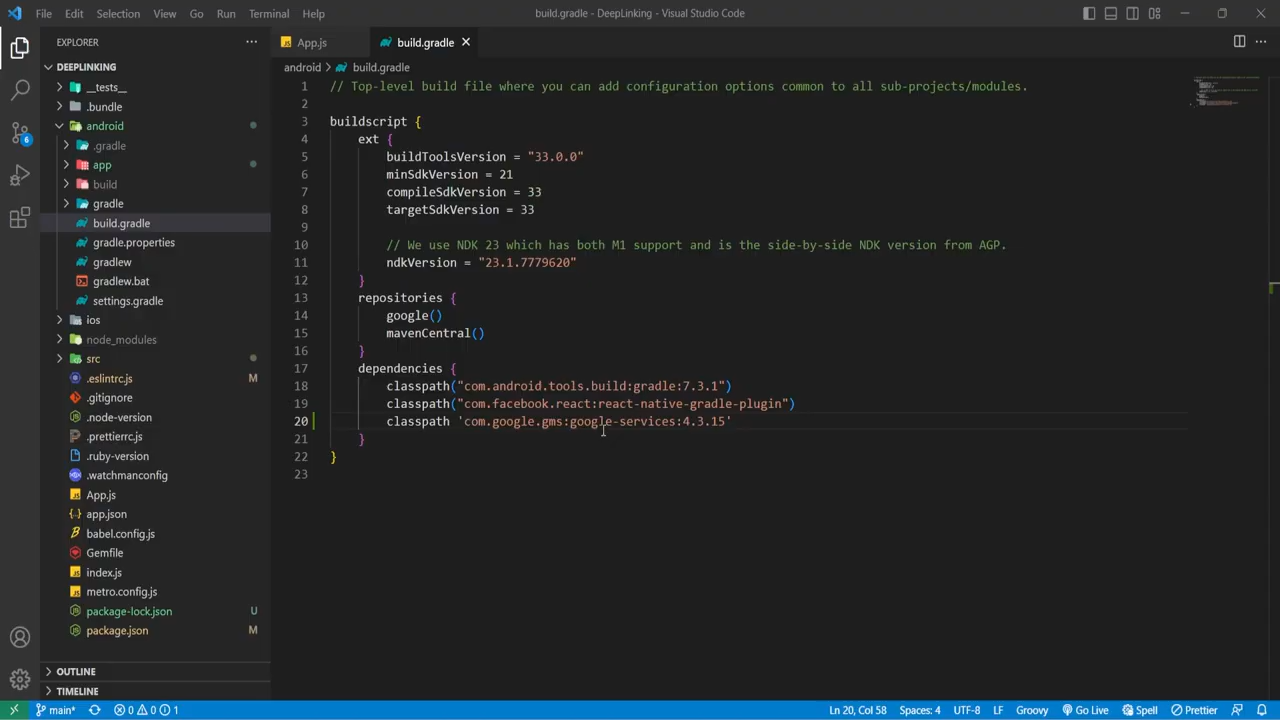 File Edit Selection View Go Run Terminal Help
build.gradle - DeepLinking - Visual Studio Code
EXPLORER
DEEPLINKING
__tests__
.bundle
android
.gradle
app
build
gradle
build.gradle
gradle.properties
gradlew
gradlew.bat
settings.gradle
ios
node_modules
src
.eslintrc.js M
.gitignore
.node-version
.prettierrc.js
.ruby-version
.watchmanconfig
App.js
app.json
babel.config.js
Gemfile
index.js
metro.config.js
package-lock.json U
package.json M
OUTLINE
TIMELINE
6
App.js
build.gradle
android > build.gradle
1 // Top-level build file where you can add configuration options common to all sub-projects/modules.
2
3 buildscript {
4 ext {
5 buildToolsVersion = "33.0.0"
6 minSdkVersion = 21
7 compileSdkVersion = 33
8 targetSdkVersion = 33
9
10 // We use NDK 23 which has both M1 support and is the side-by-side NDK version from AGP.
11 ndkVersion = "23.1.7779620"
12 }
13 repositories {
14 google()
15 mavenCentral()
16 }
17 dependencies {
18 classpath("com.android.tools.build:gradle:7.3.1")
19 classpath("com.facebook.react:react-native-gradle-plugin")
20 classpath 'com.google.gms:google-services:4.3.15'
21 }
22 }
23
main* 0 0 1 Ln 20, Col 58 Spaces: 4 UTF-8 LF Groovy Go Live Spell Prettier